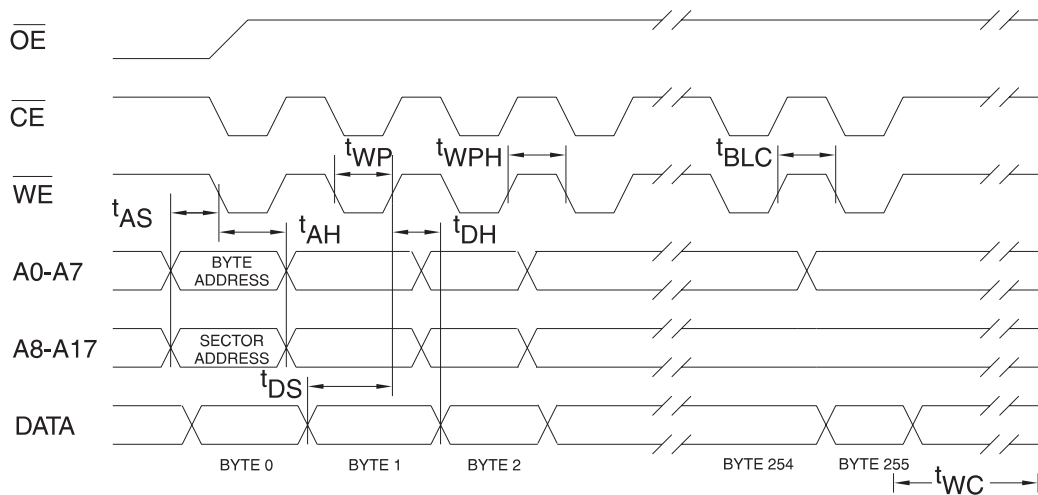 OE
CE
tWP
tWPH
tBLC
WE
tAS
tAH
tDH
A0-A7
BYTE
ADDRESS
A8-A17
SECTOR
ADDRESS
tDS
DATA
BYTE 0
BYTE 1
BYTE 2
BYTE 254
BYTE 255
tWC